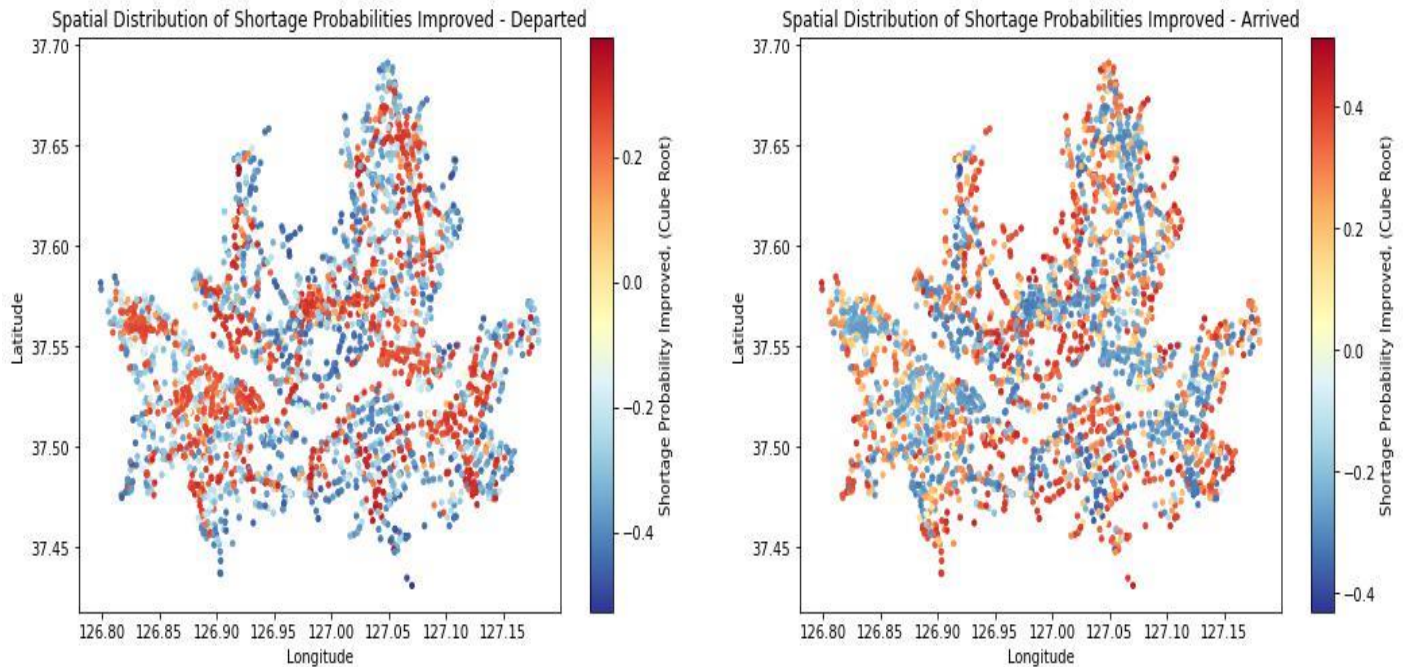 Spatial Distribution of Shortage Probabilities Improved - Departed
37.70
37.65
37.60
37.55
37.50
37.45
Latitude
126.80 126.85 126.90 126.95 127.00 127.05 127.10 127.15
Longitude
0.2
0.0
−0.2
−0.4
Shortage Probability Improved, (Cube Root)
Spatial Distribution of Shortage Probabilities Improved - Arrived
37.70
37.65
37.60
37.55
37.50
37.45
Latitude
126.80 126.85 126.90 126.95 127.00 127.05 127.10 127.15
Longitude
0.4
0.2
0.0
−0.2
−0.4
Shortage Probability Improved, (Cube Root)